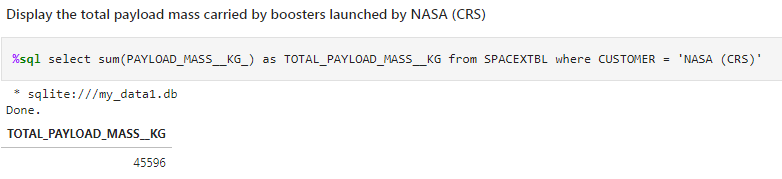 Display the total payload mass carried by boosters launched by NASA (CRS)
%sql select sum(PAYLOAD_MASS__KG_) as TOTAL_PAYLOAD_MASS__KG from SPACEXTBL where CUSTOMER = 'NASA (CRS)'
* sqlite:///my_data1.db
Done.
TOTAL_PAYLOAD_MASS__KG
45596